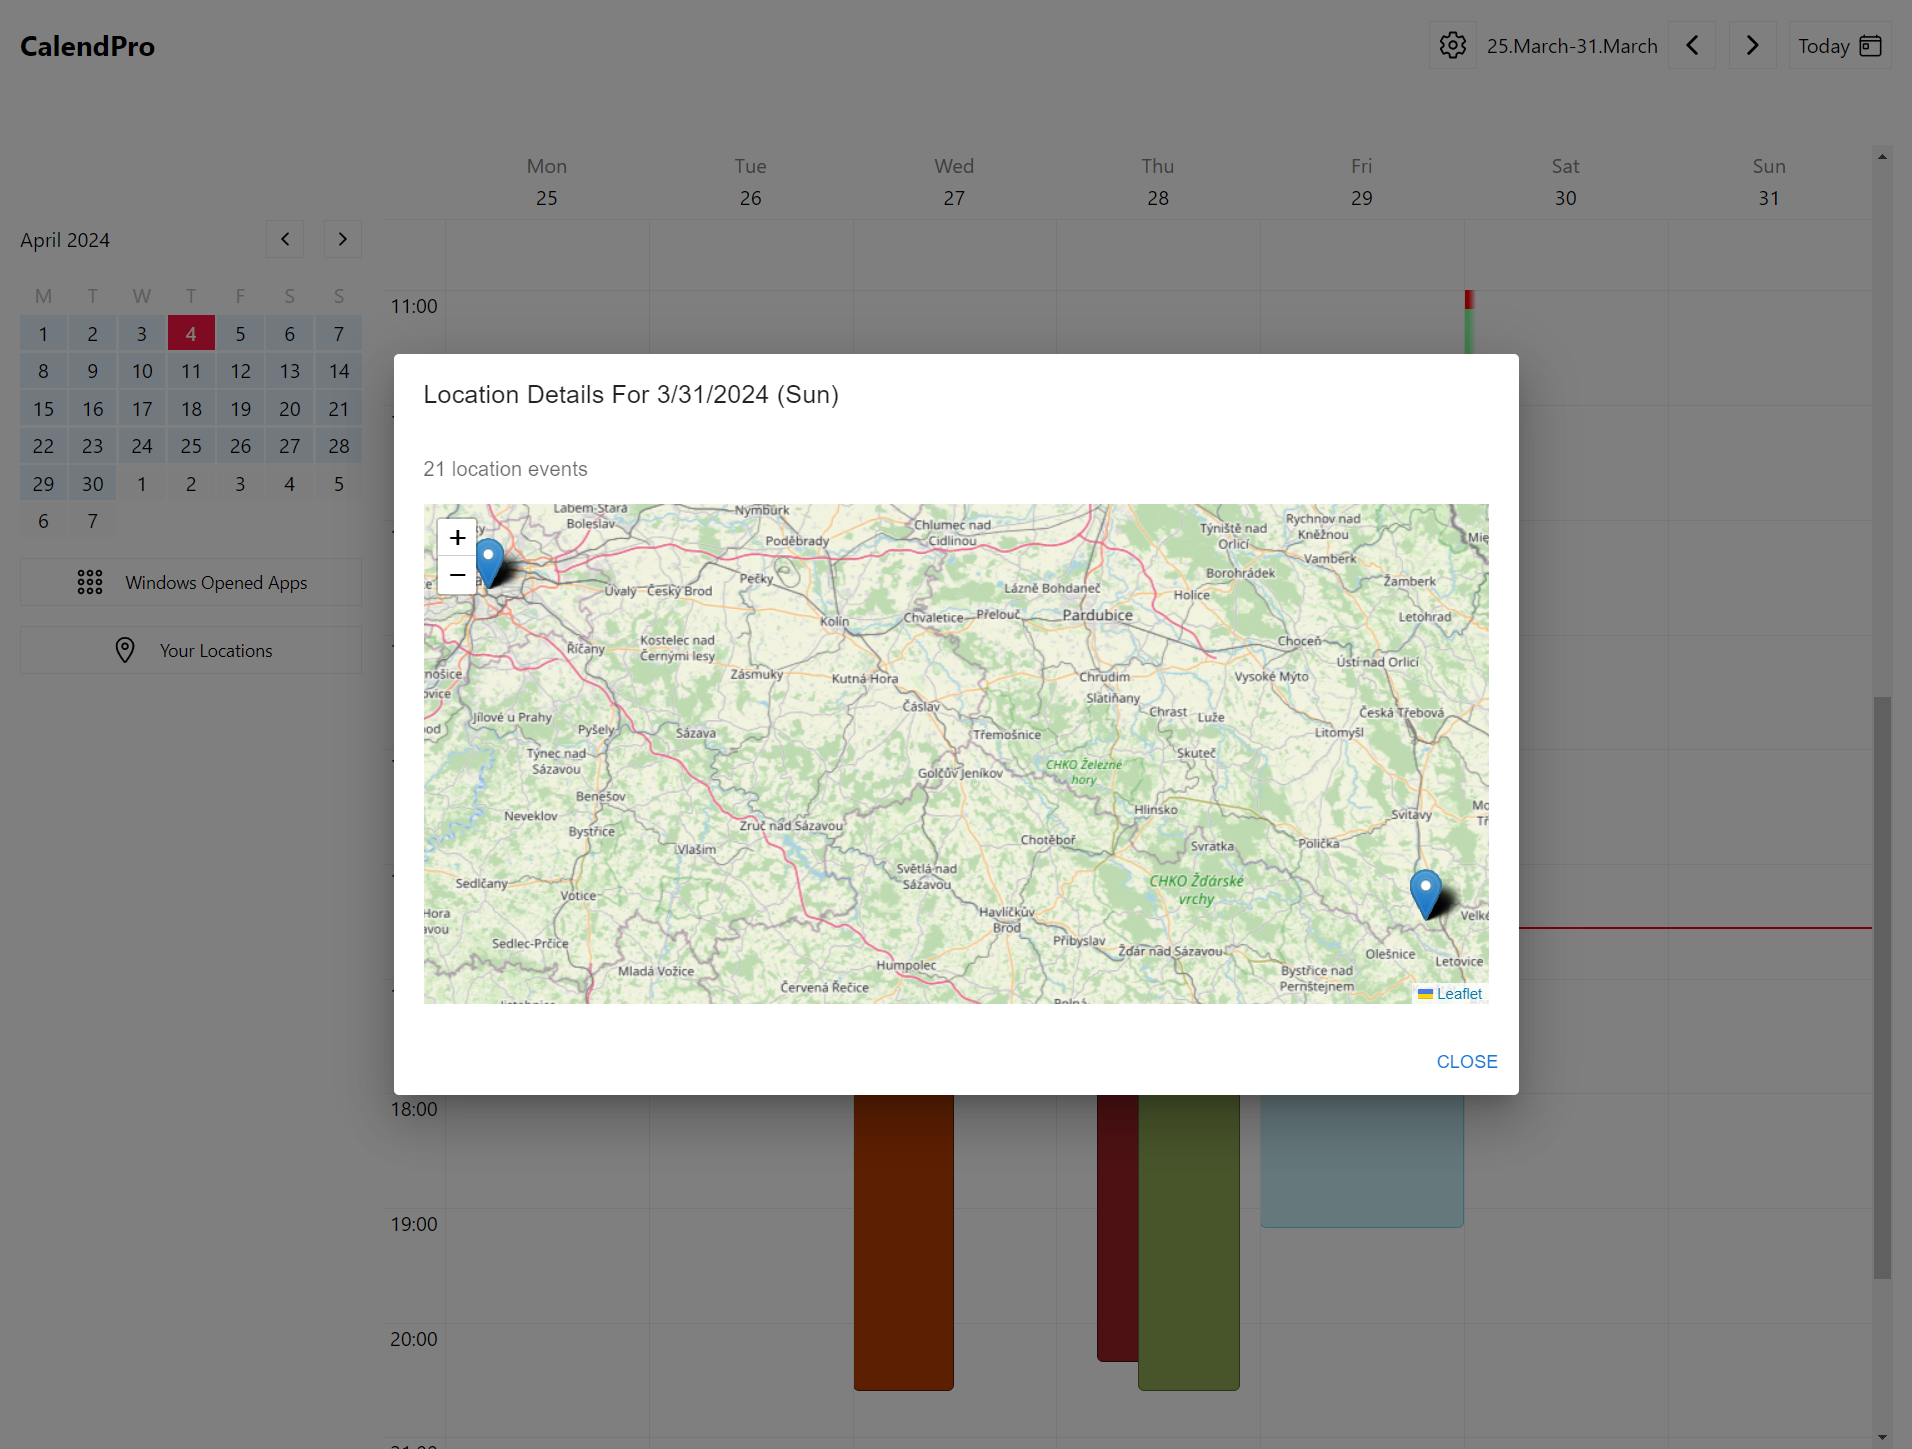 CalendPro
25.March-31.March
Today
Mon Tue Wed Thu Fri Sat Sun
25 26 27 28 29 30 31
April 2024
M T W T F S S
1 2 3 4 5 6 7
8 9 10 11 12 13 14
15 16 17 18 19 20 21
22 23 24 25 26 27 28
29 30 1 2 3 4 5
6 7
Windows Opened Apps
Your Locations
11:00
Location Details For 3/31/2024 (Sun)
21 location events
+
−
Labem-Stará
Boleslav
Nymburk
Poděbrady
Chlumec nad
Cidlinou
Týniště nad
Orlicí
Rychnov nad
Kněžnou
Vamberk
Pečky
Úvaly
Český Brod
Lázně Bohdaneč
Borohrádek
Žamberk
Kolín
Chvaletice
Přelouč
Pardubice
Holice
Letohrad
Říčany
Kostelec nad
Černými lesy
Choceň
Ústí nad Orlicí
Zásmuky
Kutná Hora
Chrudim
Slatiňany
Vysoké Mýto
Čáslav
Jílové u Prahy
Pyšely
Sázava
Třemošnice
Chrast
Luže
Česká Třebová
Litomyšl
Týnec nad
Sázavou
Golčův Jeníkov
CHKO Železné
hory
Skuteč
Benešov
Neveklov
Bystřice
Zruč nad Sázavou
Hlinsko
Svitavy
Vlašim
Chotěboř
Svratka
Polička
Sedlčany
Votice
Světlá nad
Sázavou
CHKO Žďárské
vrchy
Havlíčkův
Brod
Sedlec-Prčice
Přibyslav
Žďár nad Sázavou
Olešnice
Letovice
Mladá Vožice
Humpolec
Červená Řečice
Bystřice nad
Pernštejnem
Leaflet
CLOSE
18:00
19:00
20:00